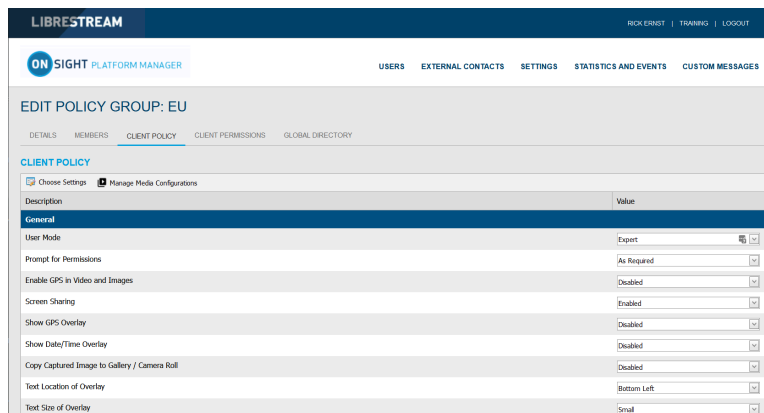 LIBRESTREAM
RICK ERNST | TRAINING | LOGOUT
ON SIGHT PLATFORM MANAGER
USERS EXTERNAL CONTACTS SETTINGS STATISTICS AND EVENTS CUSTOM MESSAGES
EDIT POLICY GROUP: EU
DETAILS MEMBERS CLIENT POLICY CLIENT PERMISSIONS GLOBAL DIRECTORY
CLIENT POLICY
Choose Settings Manage Media Configurations
Description Value
General
User Mode Expert
Prompt for Permissions As Required
Enable GPS in Video and Images Disabled
Screen Sharing Enabled
Show GPS Overlay Disabled
Show Date/Time Overlay Disabled
Copy Captured Image to Gallery / Camera Roll Disabled
Text Location of Overlay Bottom Left
Text Size of Overlay Small